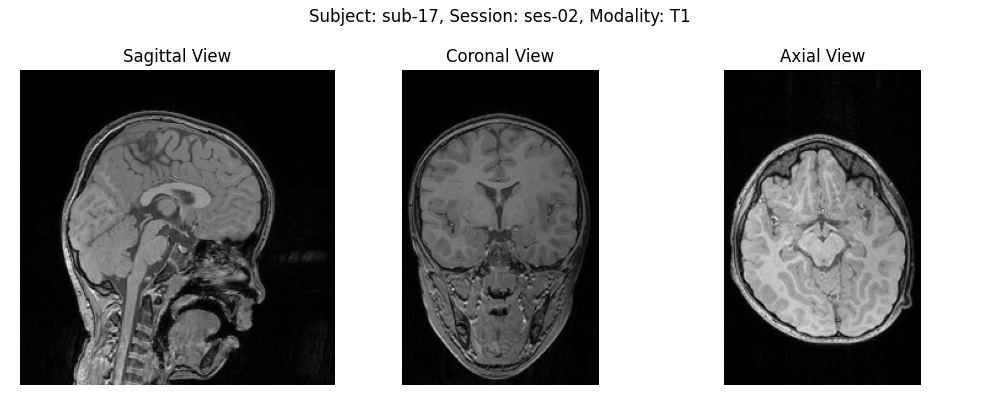 Subject: sub-17, Session: ses-02, Modality: T1
Sagittal View
Coronal View
Axial View